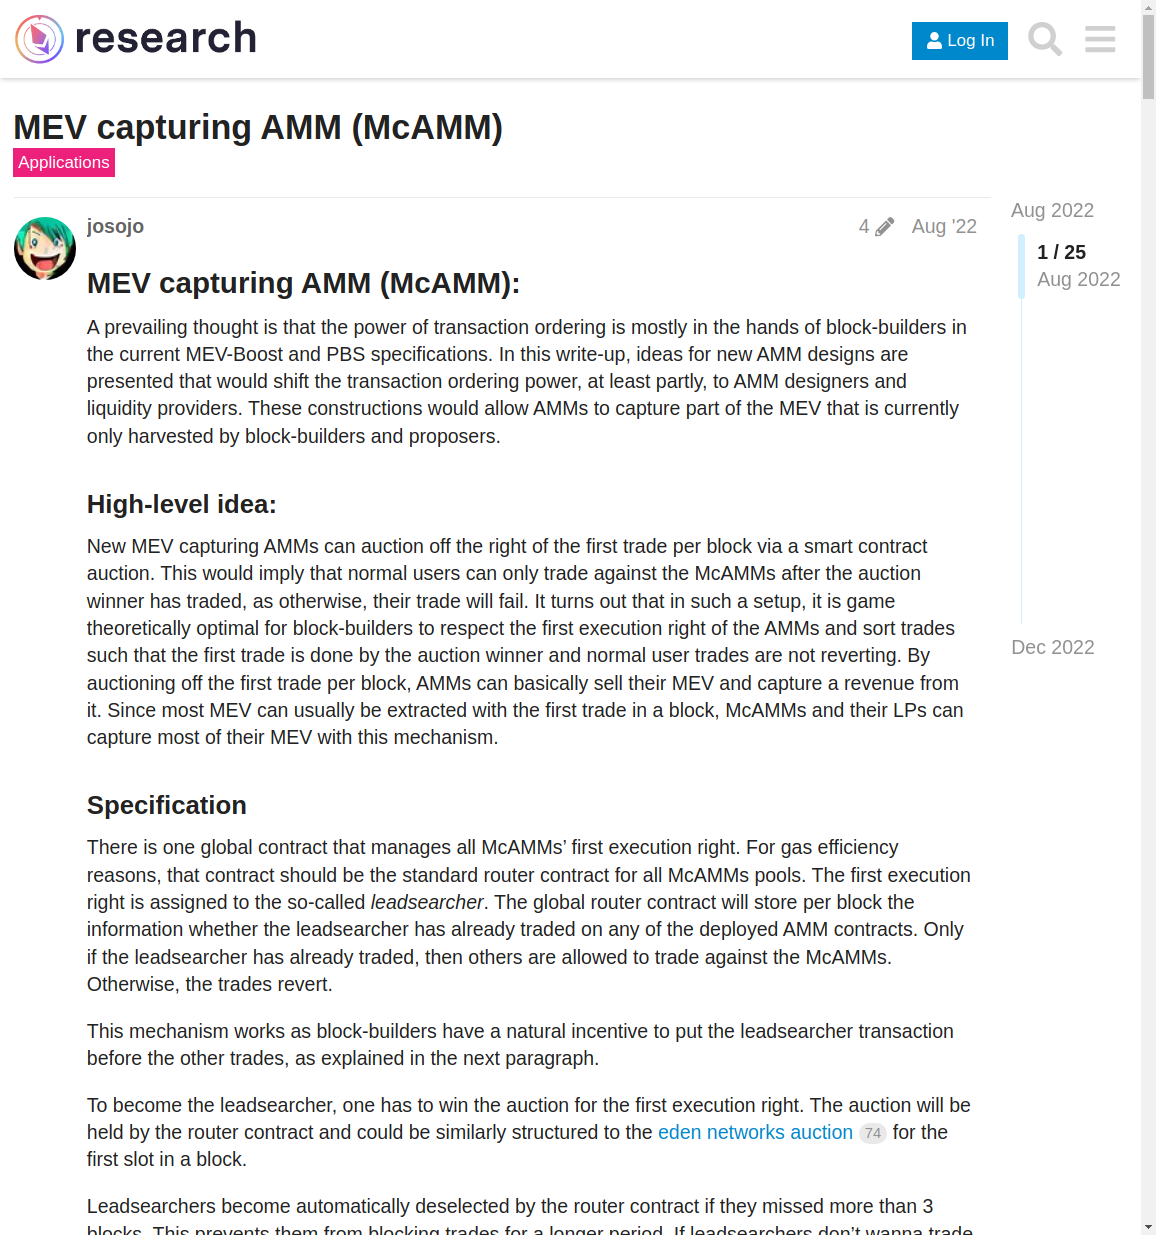 research
Log In
MEV capturing AMM (McAMM)
Applications
josojo
4
Aug '22
Aug 2022
1 / 25
Aug 2022
Dec 2022
MEV capturing AMM (McAMM):
A prevailing thought is that the power of transaction ordering is mostly in the hands of block-builders in
the current MEV-Boost and PBS specifications. In this write-up, ideas for new AMM designs are
presented that would shift the transaction ordering power, at least partly, to AMM designers and
liquidity providers. These constructions would allow AMMs to capture part of the MEV that is currently
only harvested by block-builders and proposers.
High-level idea:
New MEV capturing AMMs can auction off the right of the first trade per block via a smart contract
auction. This would imply that normal users can only trade against the McAMMs after the auction
winner has traded, as otherwise, their trade will fail. It turns out that in such a setup, it is game
theoretically optimal for block-builders to respect the first execution right of the AMMs and sort trades
such that the first trade is done by the auction winner and normal user trades are not reverting. By
auctioning off the first trade per block, AMMs can basically sell their MEV and capture a revenue from
it. Since most MEV can usually be extracted with the first trade in a block, McAMMs and their LPs can
capture most of their MEV with this mechanism.
Specification
There is one global contract that manages all McAMMs’ first execution right. For gas efficiency
reasons, that contract should be the standard router contract for all McAMMs pools. The first execution
right is assigned to the so-called leadsearcher. The global router contract will store per block the
information whether the leadsearcher has already traded on any of the deployed AMM contracts. Only
if the leadsearcher has already traded, then others are allowed to trade against the McAMMs.
Otherwise, the trades revert.
This mechanism works as block-builders have a natural incentive to put the leadsearcher transaction
before the other trades, as explained in the next paragraph.
To become the leadsearcher, one has to win the auction for the first execution right. The auction will be
held by the router contract and could be similarly structured to the eden networks auction 74 for the
first slot in a block.
Leadsearchers become automatically deselected by the router contract if they missed more than 3
blocks. This prevents them from blocking trades for a longer period. If leadsearchers don’t wanna trade